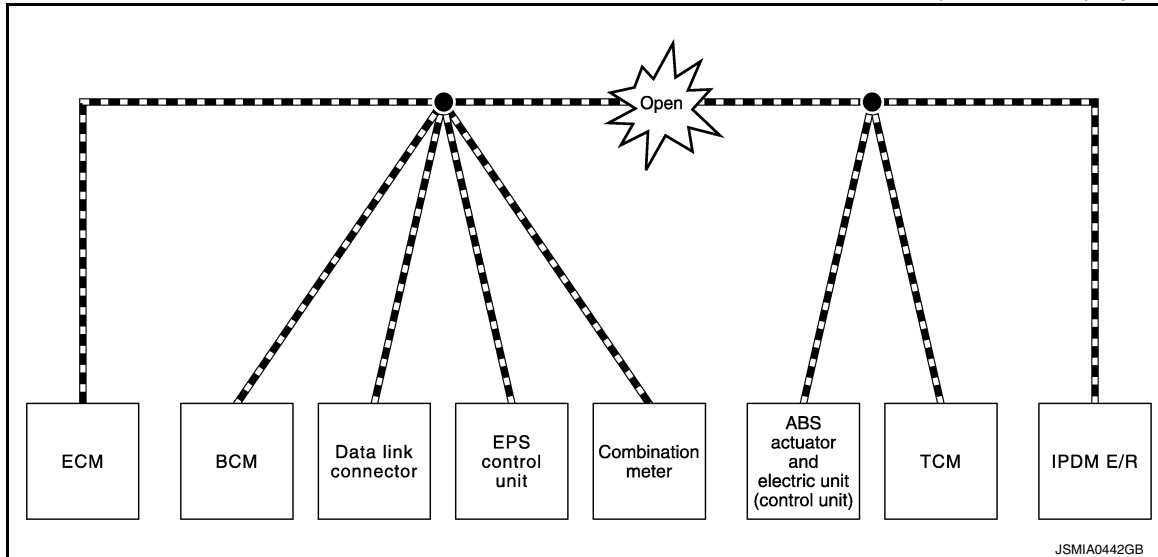 Open
ECM
BCM
Data link
connector
EPS
control
unit
Combination
meter
ABS
actuator
and
electric unit
(control unit)
TCM
IPDM E/R
JSMIA0442GB